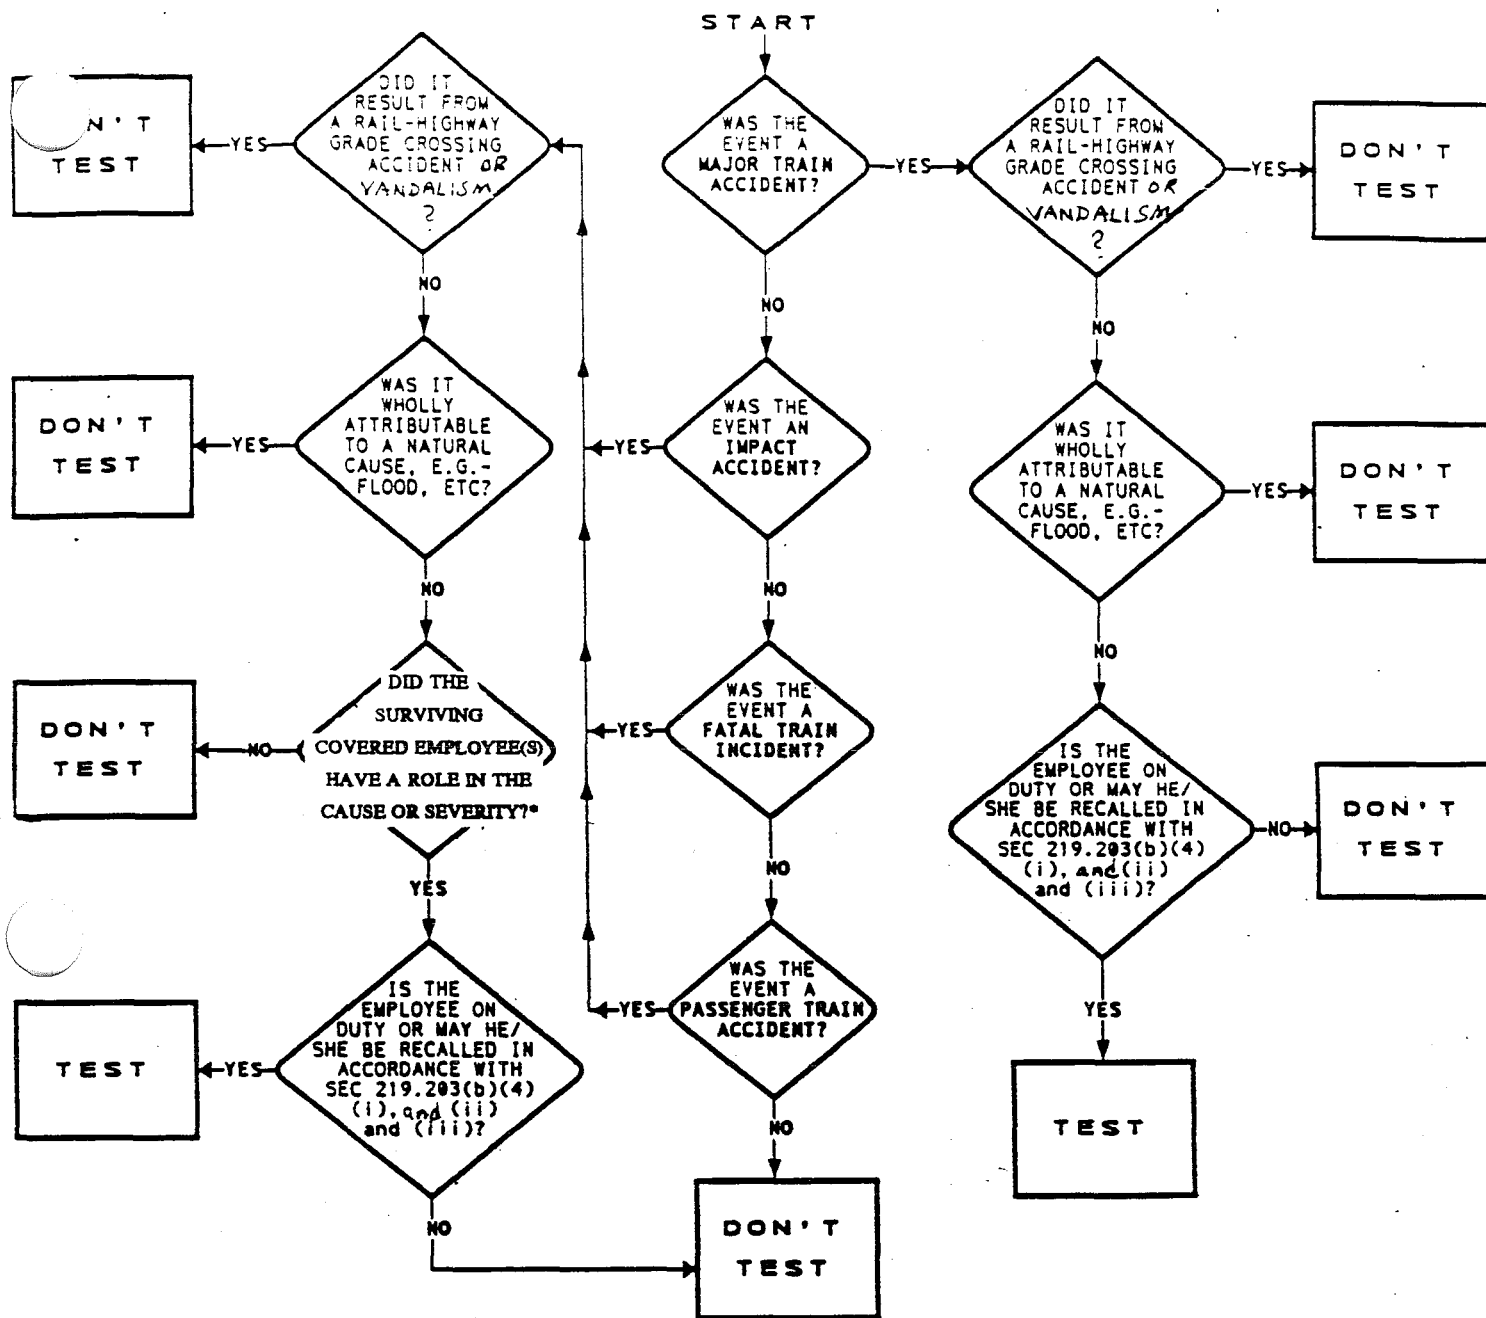 START
WAS THE
EVENT A
MAJOR TRAIN
ACCIDENT?
YES
NO
DID IT
RESULT FROM
A RAIL-HIGHWAY
GRADE CROSSING
ACCIDENT OR
VANDALISM
?
YES
DON'T
TEST
NO
WAS IT
WHOLLY
ATTRIBUTABLE
TO A NATURAL
CAUSE, E.G.-
FLOOD, ETC?
YES
DON'T
TEST
NO
IS THE
EMPLOYEE ON
DUTY OR MAY HE/
SHE BE RECALLED IN
ACCORDANCE WITH
SEC 219.203(b)(4)
(i), and (ii)
and (iii)?
NO
DON'T
TEST
YES
TEST
WAS THE
EVENT AN
IMPACT
ACCIDENT?
YES
NO
WAS THE
EVENT A
FATAL TRAIN
INCIDENT?
YES
NO
WAS THE
EVENT A
PASSENGER TRAIN
ACCIDENT?
YES
NO
DON'T
TEST
DID IT
RESULT FROM
A RAIL-HIGHWAY
GRADE CROSSING
ACCIDENT OR
VANDALISM
?
YES
N'T
TEST
NO
WAS IT
WHOLLY
ATTRIBUTABLE
TO A NATURAL
CAUSE, E.G.-
FLOOD, ETC?
YES
DON'T
TEST
NO
DID THE
SURVIVING
COVERED EMPLOYEE(S)
HAVE A ROLE IN THE
CAUSE OR SEVERITY?*
NO
DON'T
TEST
YES
IS THE
EMPLOYEE ON
DUTY OR MAY HE/
SHE BE RECALLED IN
ACCORDANCE WITH
SEC 219.203(b)(4)
(i), and (ii)
and (iii)?
YES
TEST
NO